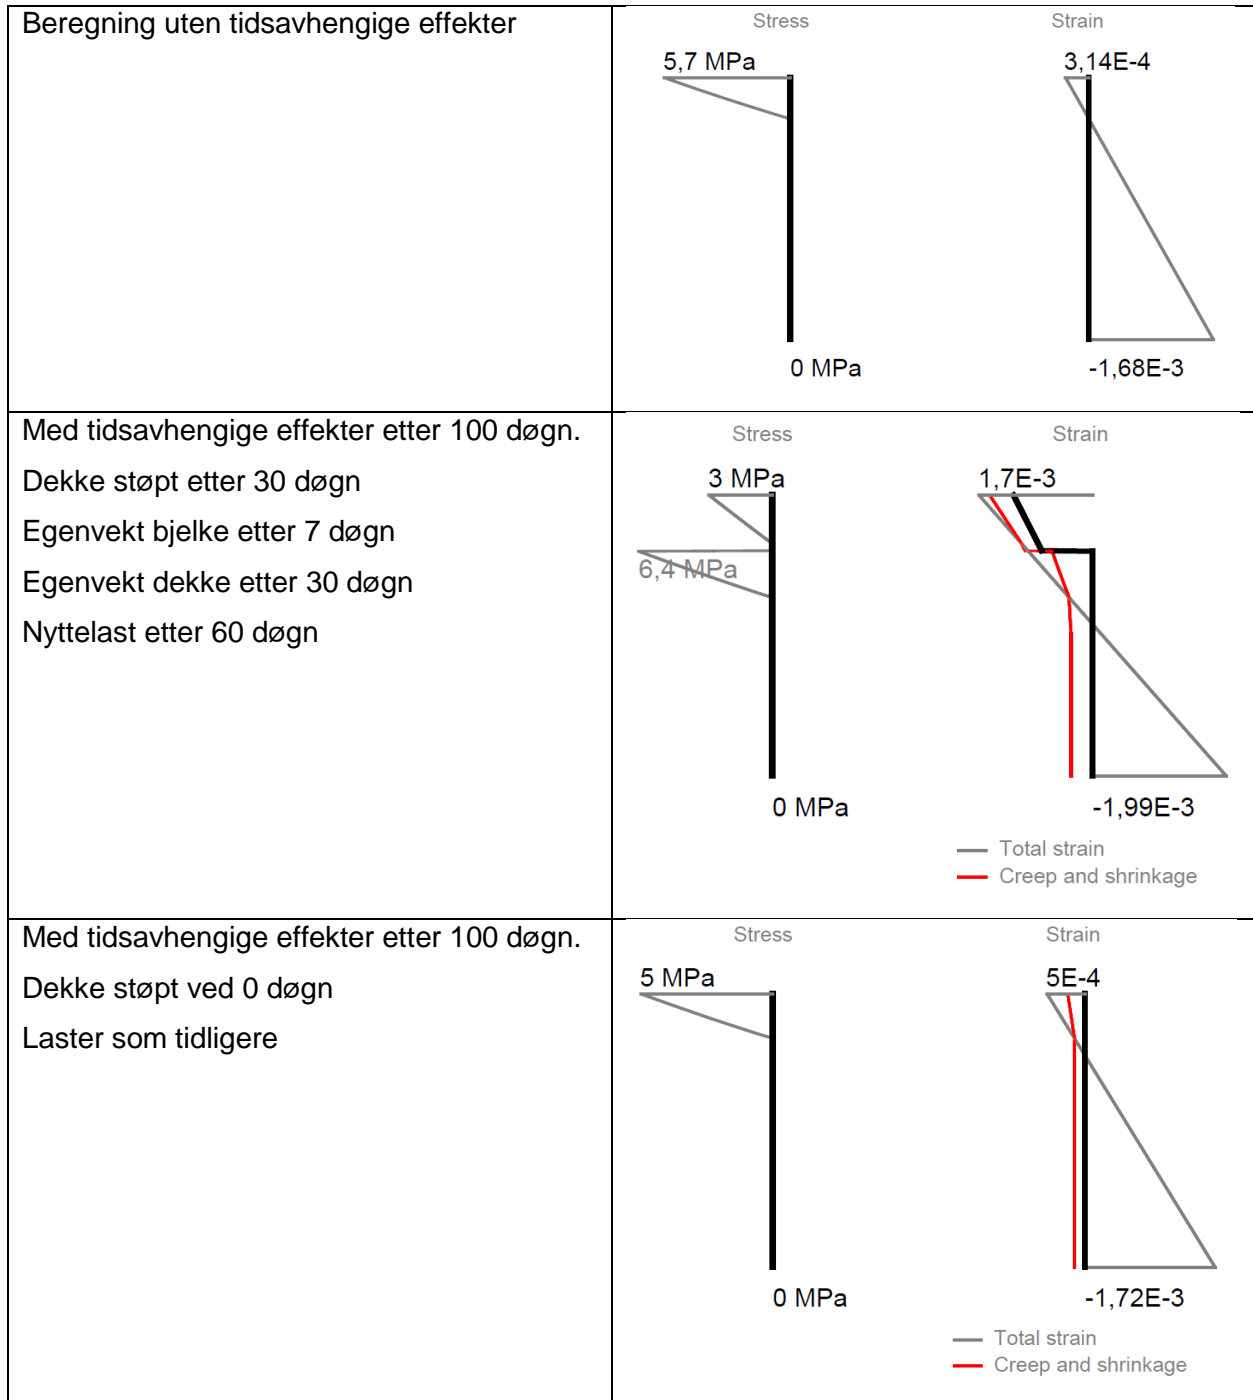 Beregning uten tidsavhengige effekter
Stress
Strain
5,7 MPa
3,14E-4
0 MPa
-1,68E-3
Med tidsavhengige effekter etter 100 døgn.
Dekke støpt etter 30 døgn
Egenvekt bjelke etter 7 døgn
Egenvekt dekke etter 30 døgn
Nyttelast etter 60 døgn
Stress
Strain
3 MPa
1,7E-3
6,4 MPa
0 MPa
-1,99E-3
Total strain
Creep and shrinkage
Med tidsavhengige effekter etter 100 døgn.
Dekke støpt ved 0 døgn
Laster som tidligere
Stress
Strain
5 MPa
5E-4
0 MPa
-1,72E-3
Total strain
Creep and shrinkage